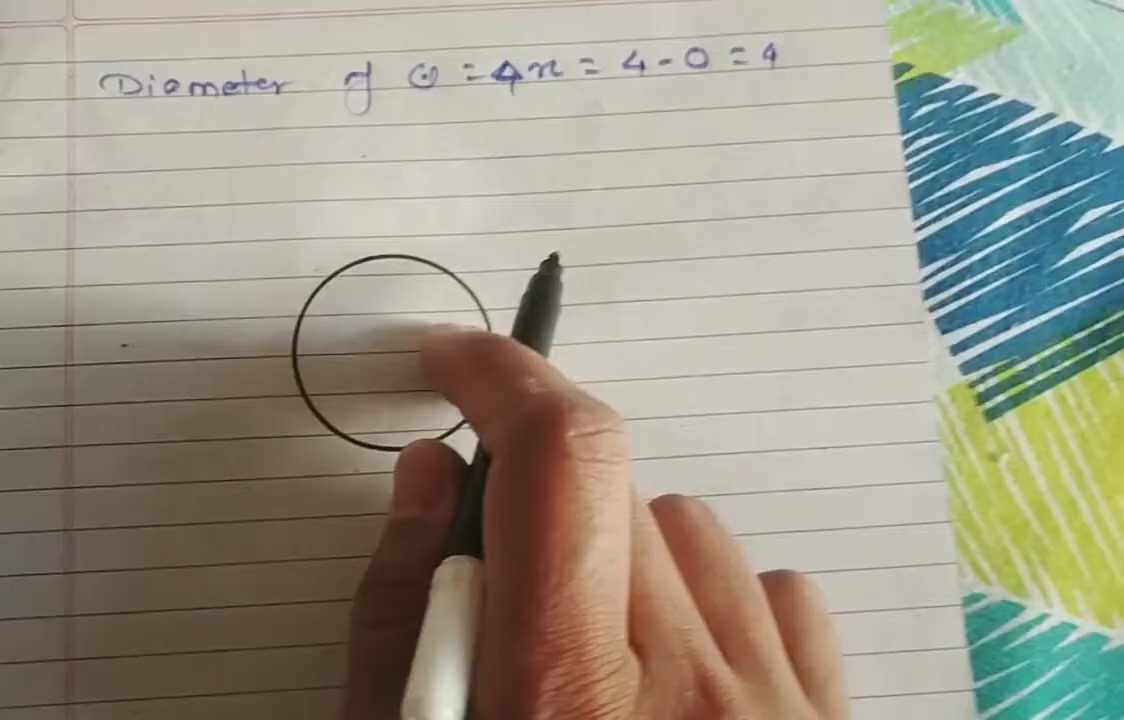 Diameter of ⊙ = 4x = 4-0 = 4